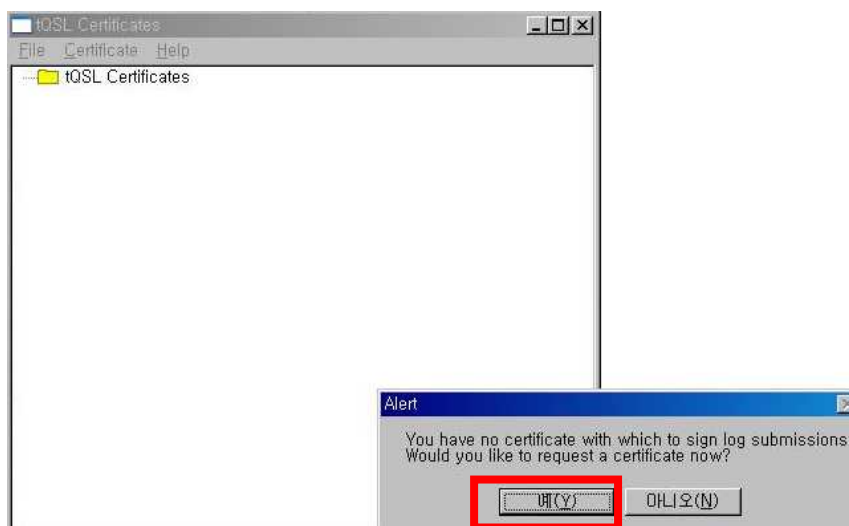 tQSL Certificates
File Certificate Help
tQSL Certificates
Alert
You have no certificate with which to sign log submissions
Would you like to request a certificate now?
예(Y) 아니오(N)